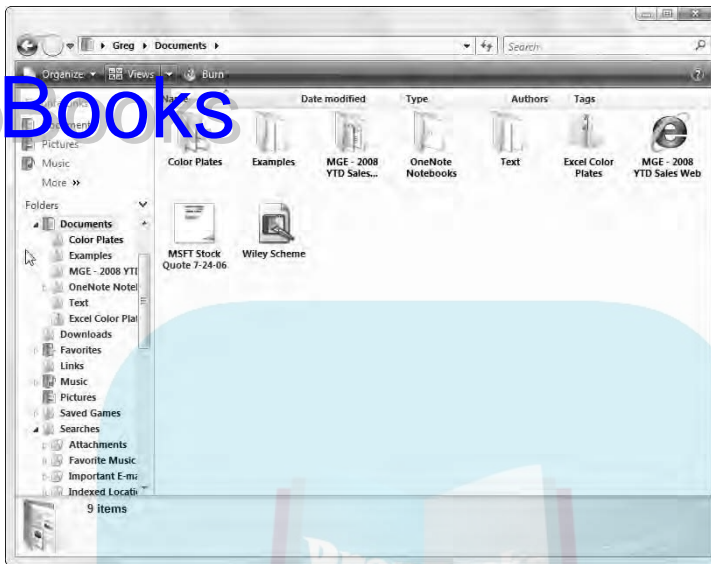 Greg ▸ Documents ▸
Search
Organize Views Burn
Books
Name Date modified Type Authors Tags
Documents
Pictures
Music
More »
Color Plates
Examples
MGE - 2008 YTD Sales...
OneNote Notebooks
Text
Excel Color Plates
MGE - 2008 YTD Sales Web
MSFT Stock Quote 7-24-06
Wiley Scheme
Folders
Documents
Color Plates
Examples
MGE - 2008 YTI
OneNote Notel
Text
Excel Color Plat
Downloads
Favorites
Links
Music
Pictures
Saved Games
Searches
Attachments
Favorite Music
Important E-ma
Indexed Locati
9 items